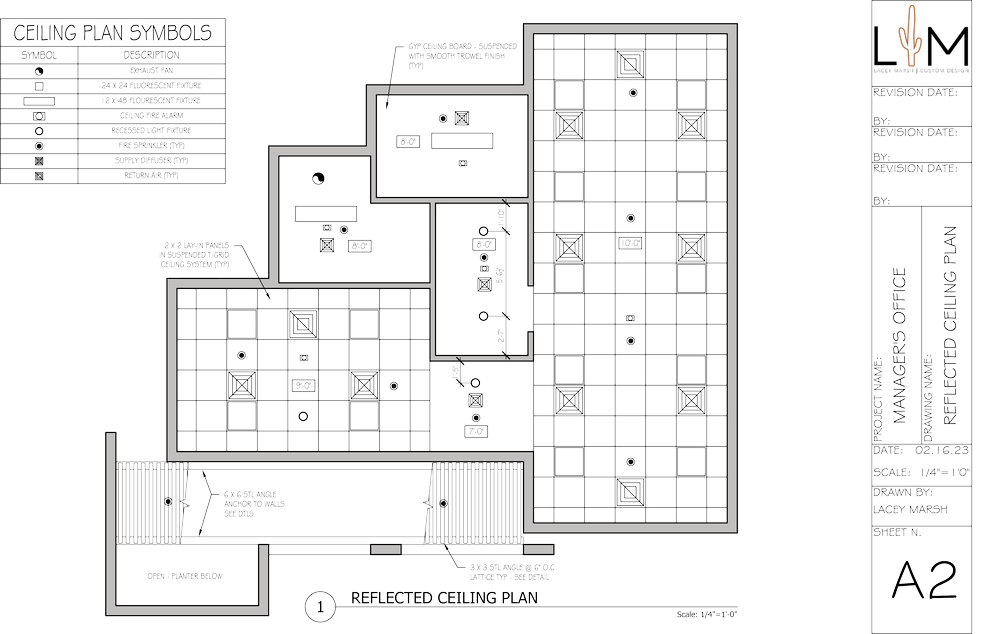 CEILING PLAN SYMBOLS
SYMBOL DESCRIPTION
EXHAUST FAN
24 X 24 FLUORESCENT FIXTURE
12 X 48 FLOURESCENT FIXTURE
CEILING FIRE ALARM
RECESSED LIGHT FIXTURE
FIRE SPRINKLER (TYP)
SUPPLY DIFFUSER (TYP)
RETURN AIR (TYP)
GYP CEILING BOARD - SUSPENDED
WITH SMOOTH TROWEL FINISH
(TYP)
8'-0"
8'-0"
1'-10"
8'-0"
10'-0"
2 X 2 LAY-IN PANELS
IN SUSPENDED T-GRID
CEILING SYSTEM (TYP)
2'-7"
1'-5"
9'-0"
7'-0"
6 X 6 STL ANGLE
ANCHOR TO WALLS
SEE DTLS.
OPEN - PLANTER BELOW
3 X 3 STL ANGLE @ 6" O.C.
LATTICE TYP - SEE DETAIL
1
REFLECTED CEILING PLAN
Scale: 1/4"=1'-0"
LM
LACEY MARSH | CUSTOM DESIGN
REVISION DATE:
BY:
REVISION DATE:
BY:
REVISION DATE:
BY:
PROJECT NAME:
MANAGER'S OFFICE
DRAWING NAME:
REFLECTED CEILING PLAN
DATE: 02.16.23
SCALE: 1/4"=1'0"
DRAWN BY:
LACEY MARSH
SHEET N.
A2